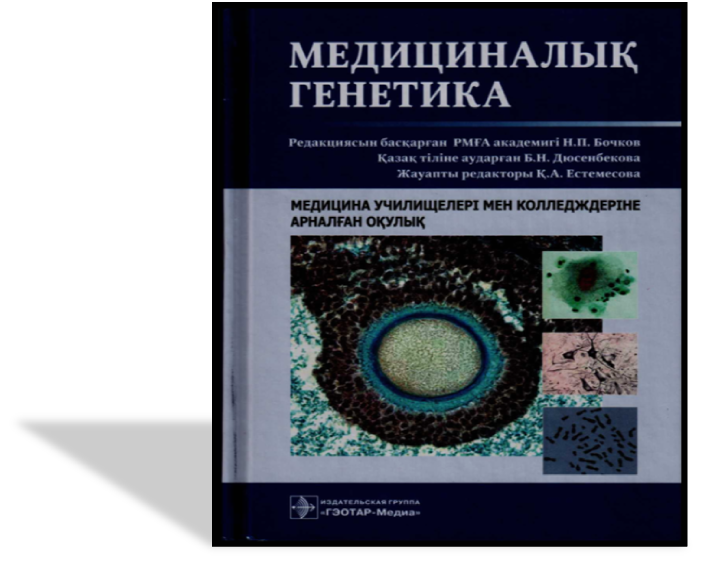 МЕДИЦИНАЛЫҚ
ГЕНЕТИКА
Редакциясын басқарған РМҒА академигі Н.П. Бочков
Қазақ тіліне аударған Б.Н. Дюсенбекова
Жауапты редакторы Қ.А. Естемесова
МЕДИЦИНА УЧИЛИЩЕЛЕРІ МЕН КОЛЛЕДЖДЕРІНЕ
АРНАЛҒАН ОҚУЛЫҚ
ИЗДАТЕЛЬСКАЯ ГРУППА
«ГЭОТАР-Медиа»